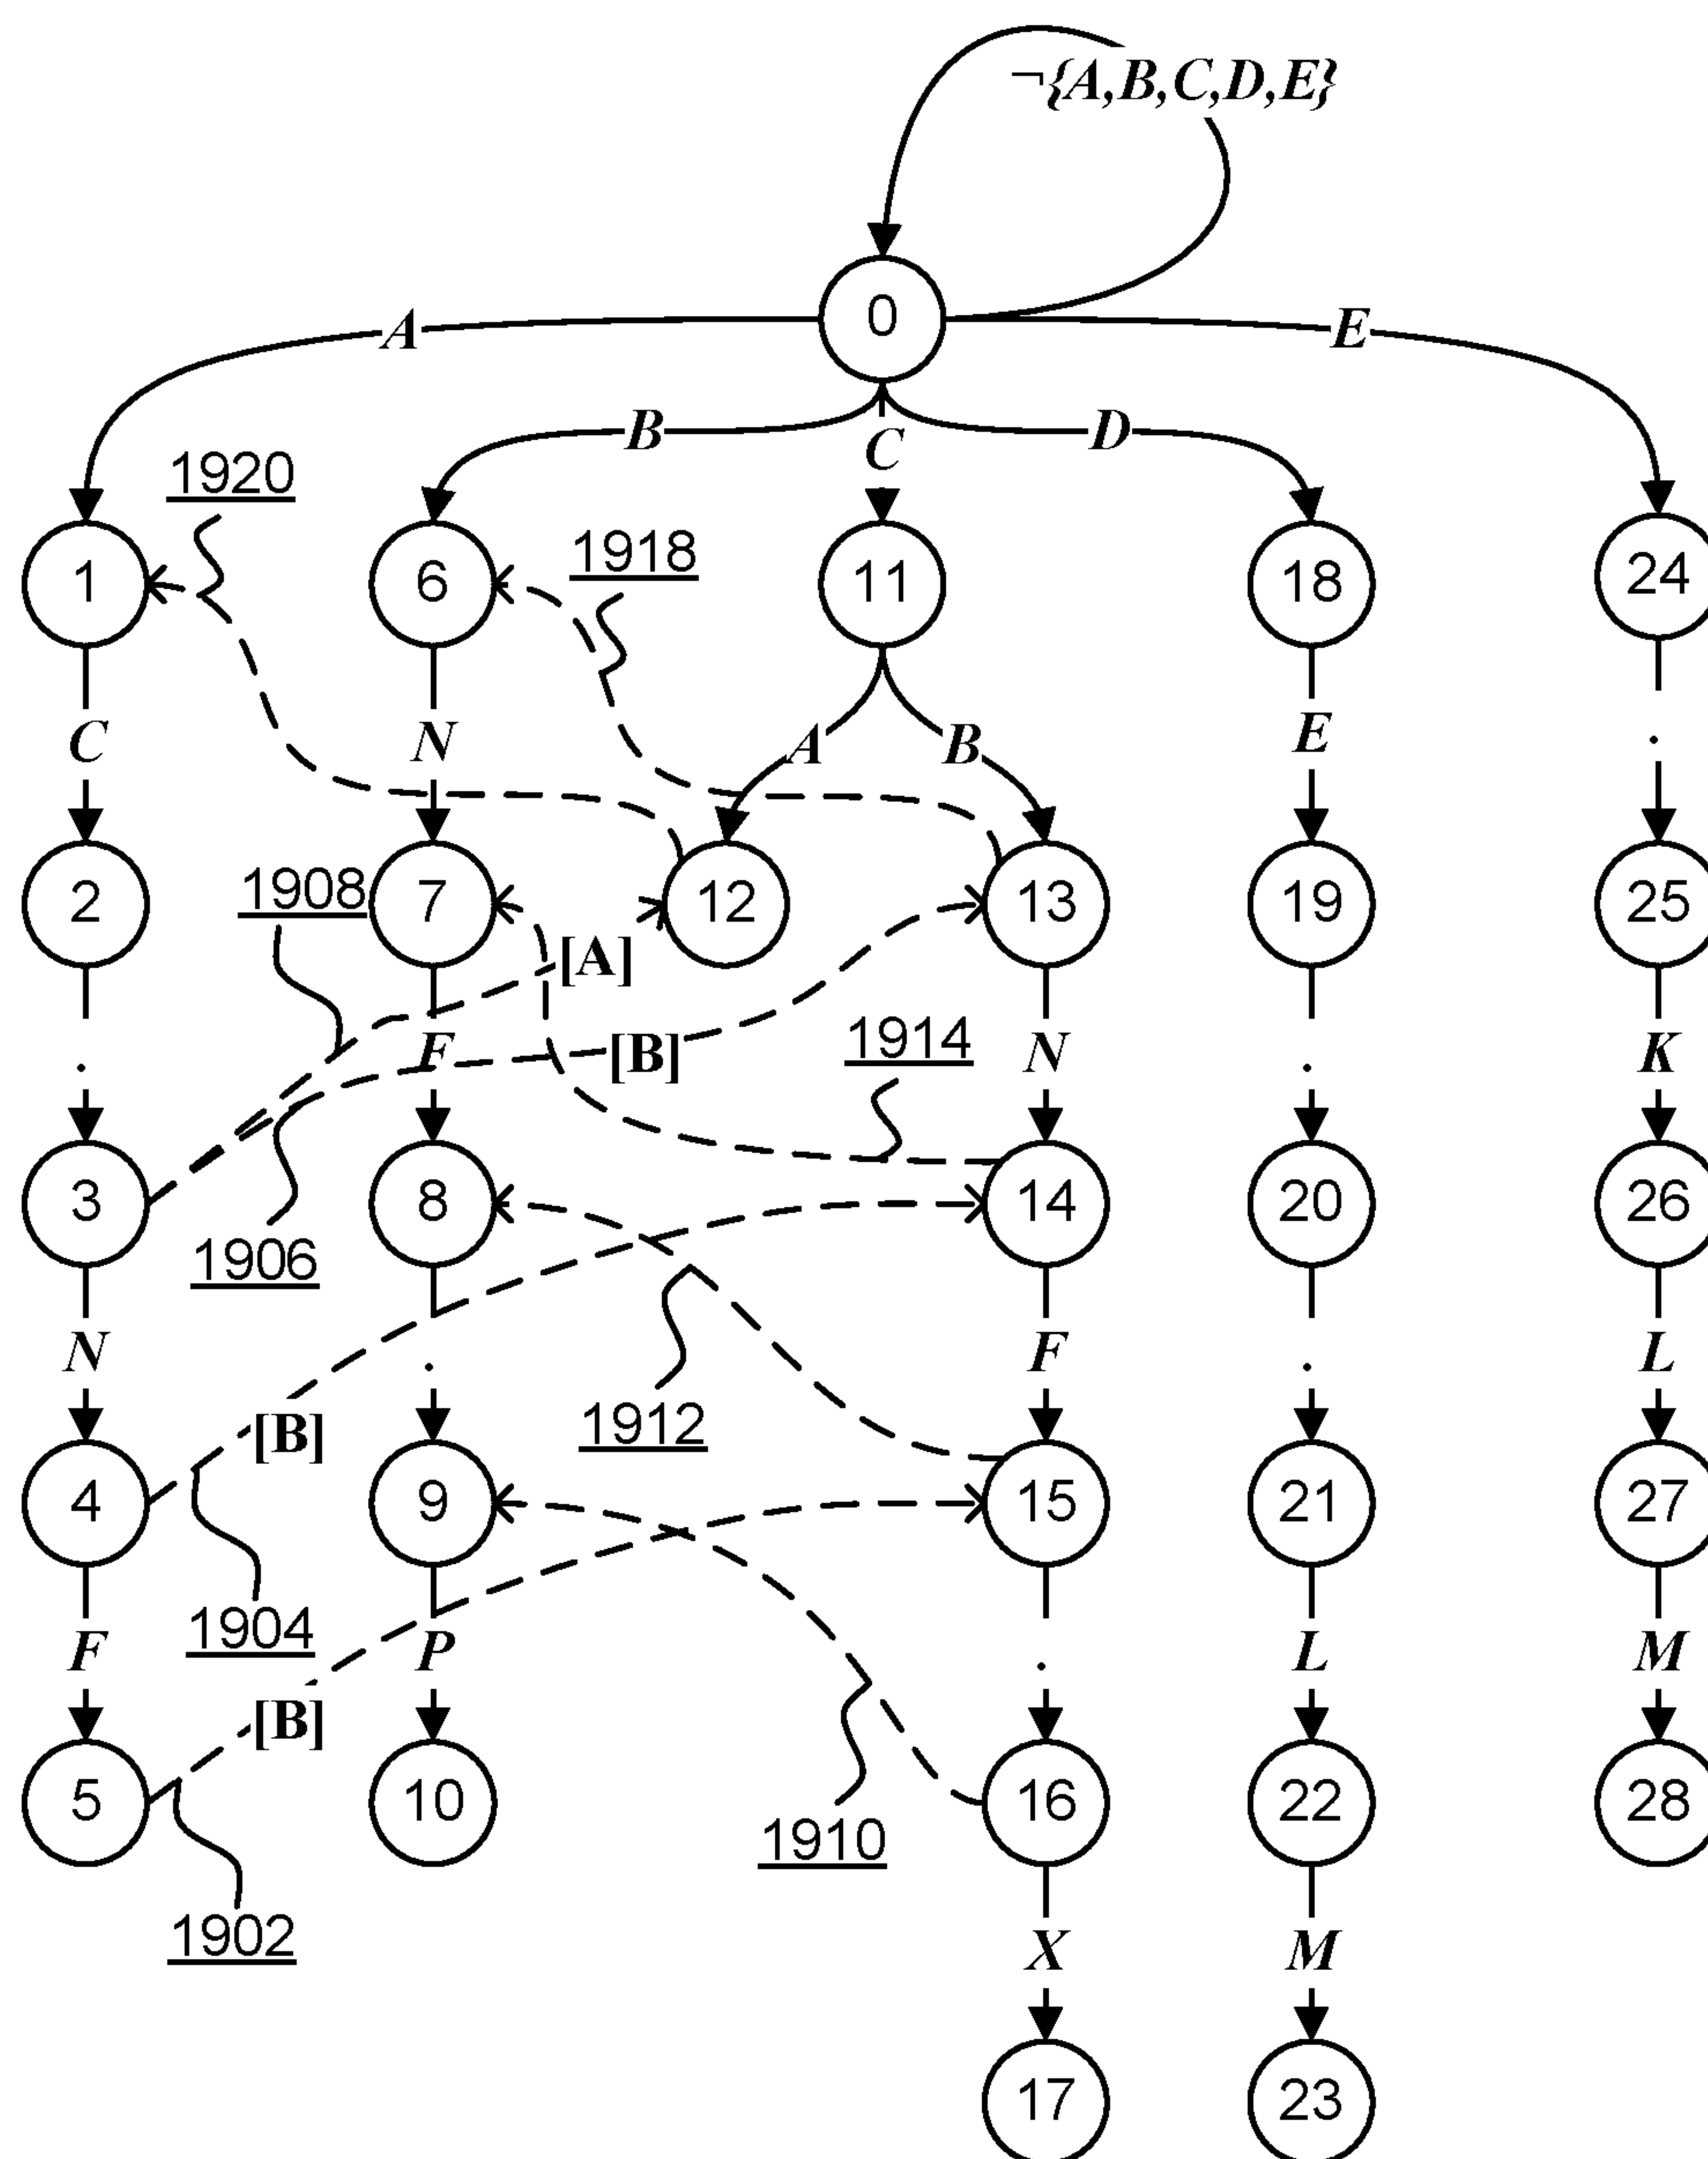 ¬{A,B,C,D,E}
0
A
E
B
C
D
1920
1918
1
6
11
18
24
C
N
A
B
E
.
1908
2
7
12
13
19
25
[A]
1914
.
F
[B]
N
.
K
3
8
14
20
26
1906
N
.
F
.
L
[B]
1912
4
9
15
21
27
1904
F
P
.
L
M
[B]
5
10
16
22
28
1910
1902
X
M
17
23